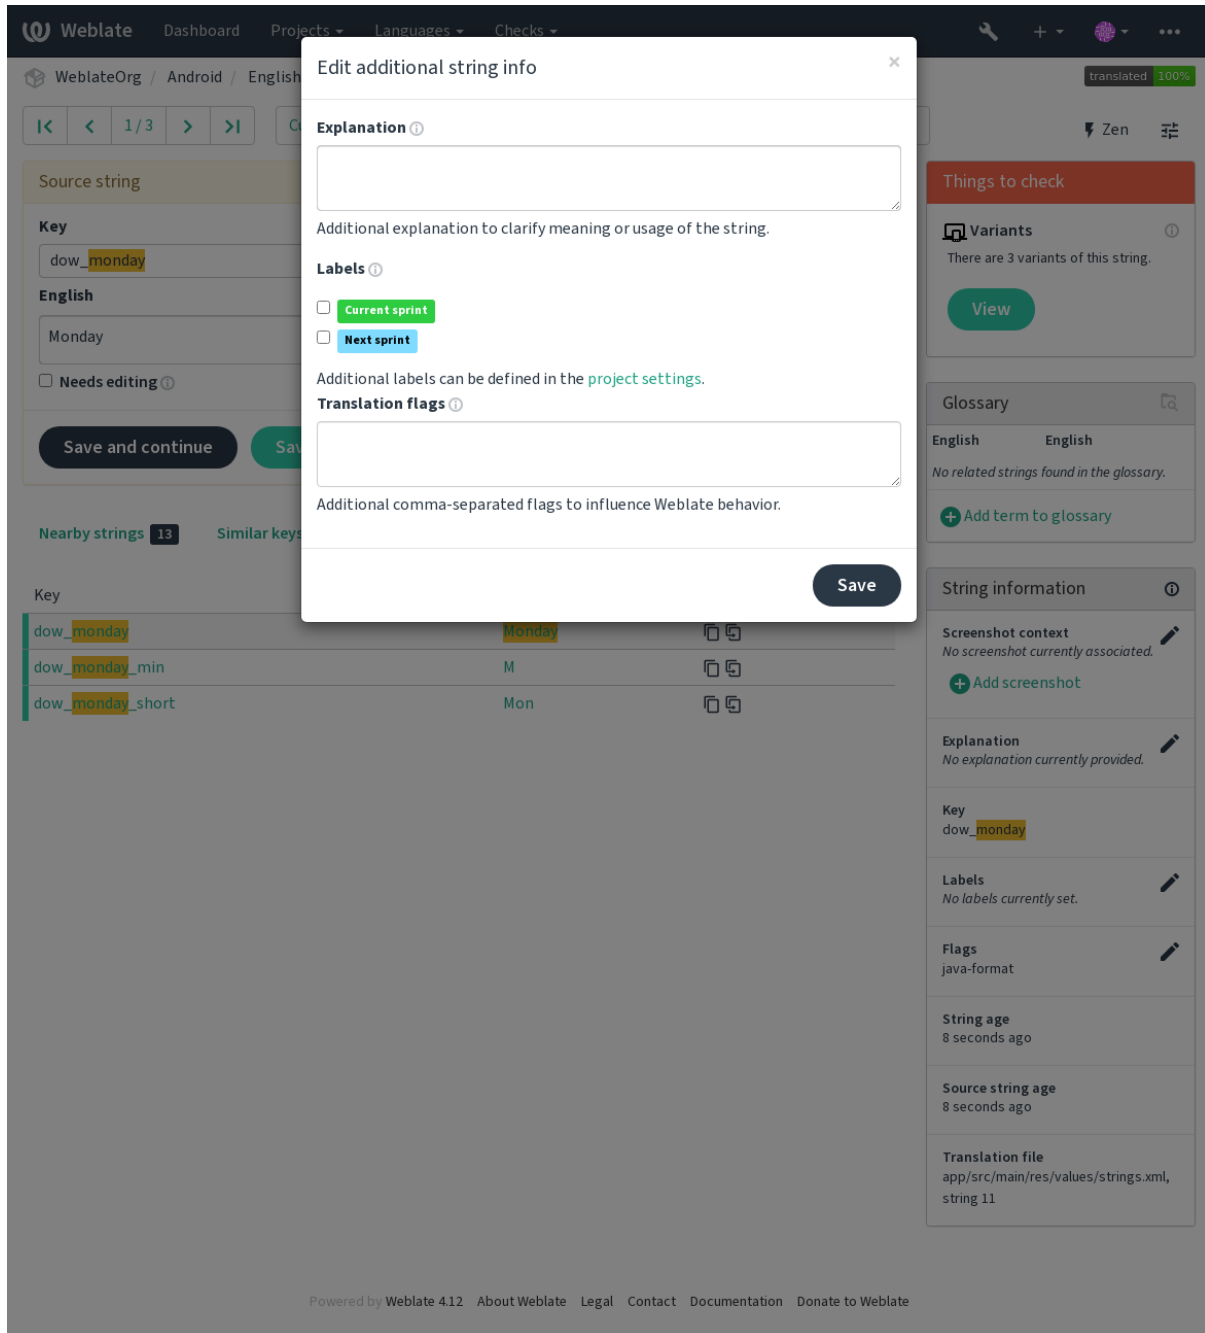 Weblate Dashboard Projects Languages Checks
WeblateOrg / Android / English
translated 100%
1 / 3
Zen
Edit additional string info
×
Explanation
Additional explanation to clarify meaning or usage of the string.
Labels
Current sprint
Next sprint
Additional labels can be defined in the project settings.
Translation flags
Additional comma-separated flags to influence Weblate behavior.
Save
Source string
Key
dow_monday
English
Monday
Needs editing
Save and continue
Nearby strings 13 Similar keys
Key
dow_monday Monday
dow_monday_min M
dow_monday_short Mon
Things to check
Variants
There are 3 variants of this string.
View
Glossary
English English
No related strings found in the glossary.
Add term to glossary
String information
Screenshot context
No screenshot currently associated.
Add screenshot
Explanation
No explanation currently provided.
Key
dow_monday
Labels
No labels currently set.
Flags
java-format
String age
8 seconds ago
Source string age
8 seconds ago
Translation file
app/src/main/res/values/strings.xml,
string 11
Powered by Weblate 4.12 About Weblate Legal Contact Documentation Donate to Weblate